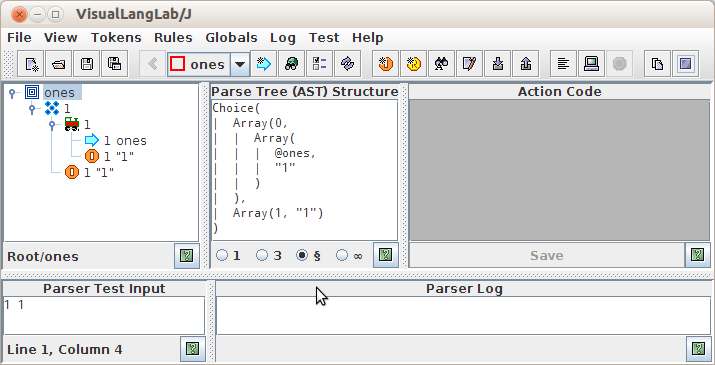 VisualLangLab/J
File View Tokens Rules Globals Log Test Help
ones
ones
1
1
1 ones
1 "1"
1 "1"
Root/ones
Parse Tree (AST) Structure
Choice(
| Array(0,
| | Array(
| | | @ones,
| | | "1"
| | )
| ),
| Array(1, "1")
)
1 3 § ∞
Action Code
Save
Parser Test Input
1 1
Line 1, Column 4
Parser Log